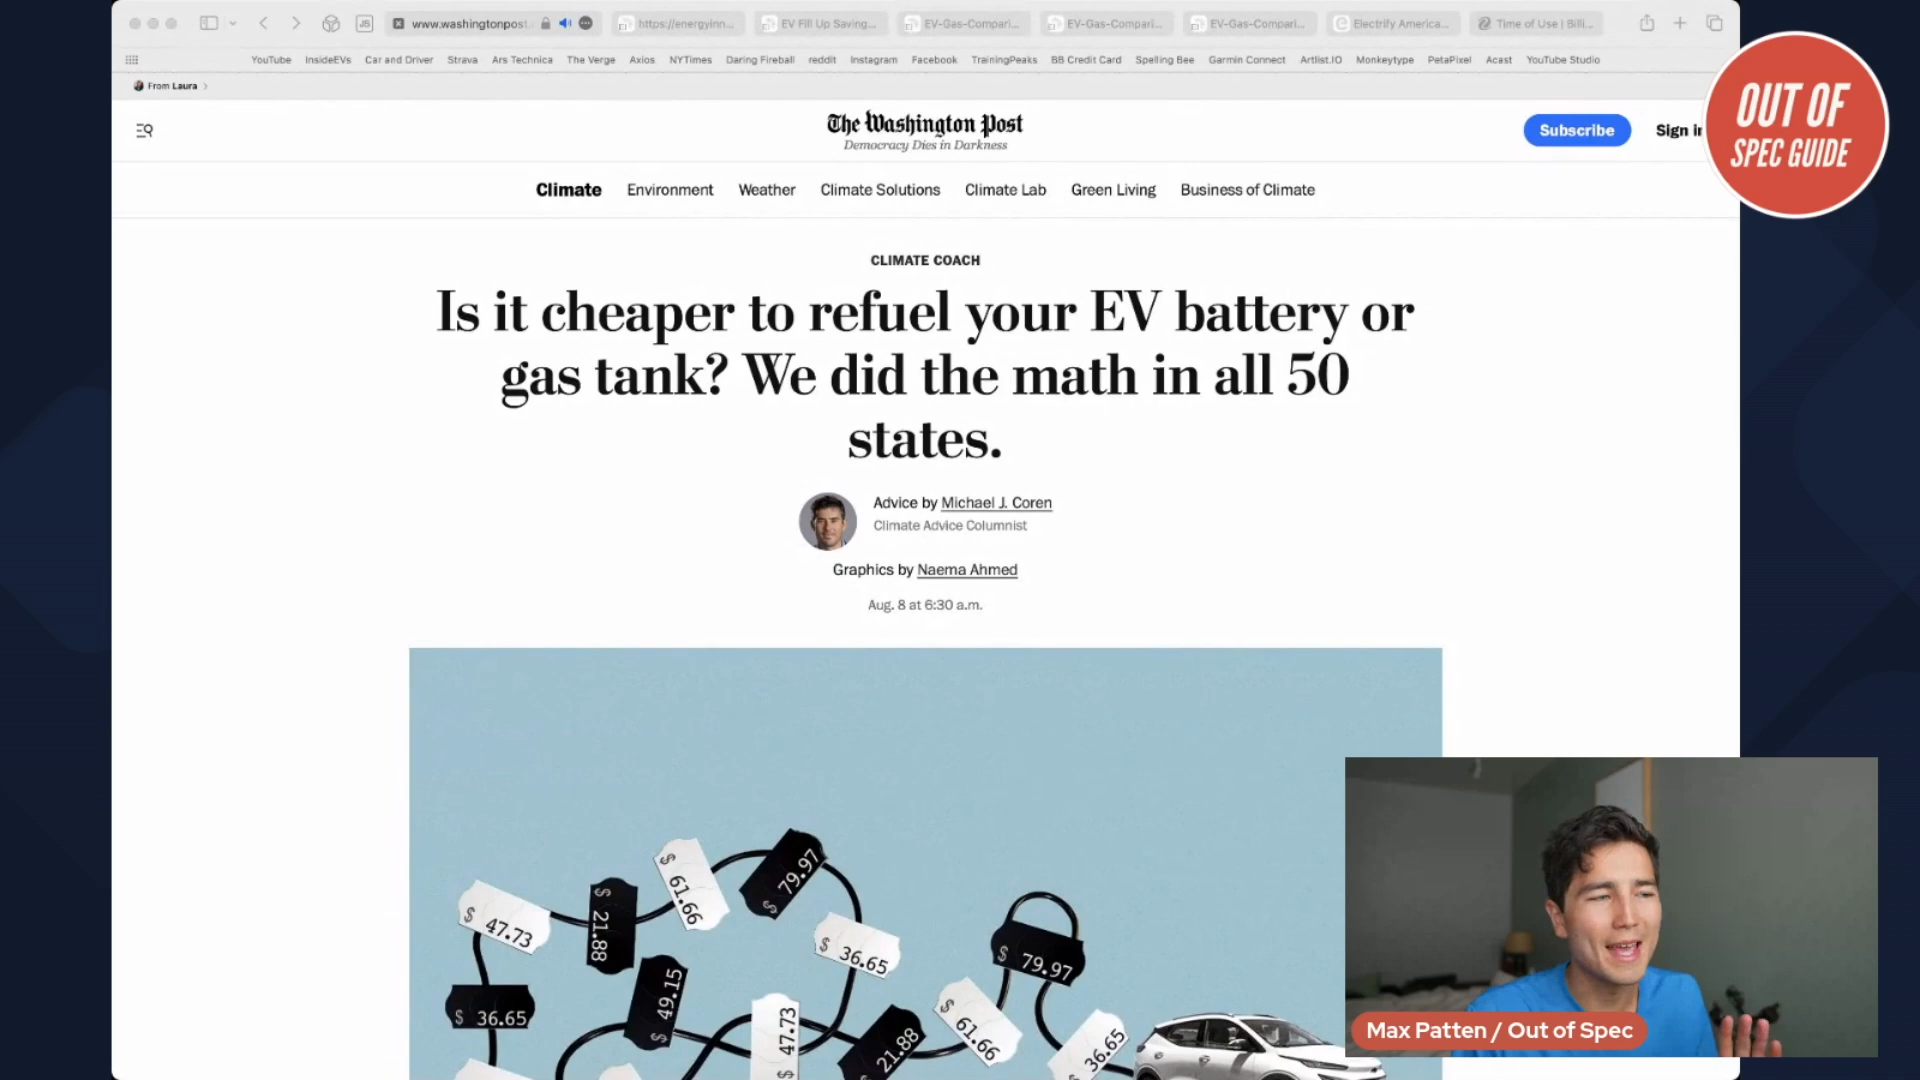 www.washingtonpost.
https://energyinn...
EV Fill Up Saving...
EV-Gas-Compari...
EV-Gas-Compari...
EV-Gas-Compari...
Electrify America...
Time of Use | Billi...
YouTube InsideEVs Car and Driver Strava Ars Technica The Verge Axios NYTimes Daring Fireball reddit Instagram Facebook TrainingPeaks BB Credit Card Spelling Bee Garmin Connect Artlist.IO Monkeytype PetaPixel Acast YouTube Studio
From Laura
OUT OF
SPEC GUIDE
The Washington Post
Democracy Dies in Darkness
Subscribe
Sign in
Climate Environment Weather Climate Solutions Climate Lab Green Living Business of Climate
CLIMATE COACH
Is it cheaper to refuel your EV battery or
gas tank? We did the math in all 50
states.
Advice by Michael J. Coren
Climate Advice Columnist
Graphics by Naema Ahmed
Aug. 8 at 6:30 a.m.
$ 47.73
$ 21.88
$ 61.66
$ 79.97
$ 36.65
$ 79.97
$ 36.65
$ 49.15
$ 47.73
$ 21.88
$ 61.66
$ 36.65
Max Patten / Out of Spec